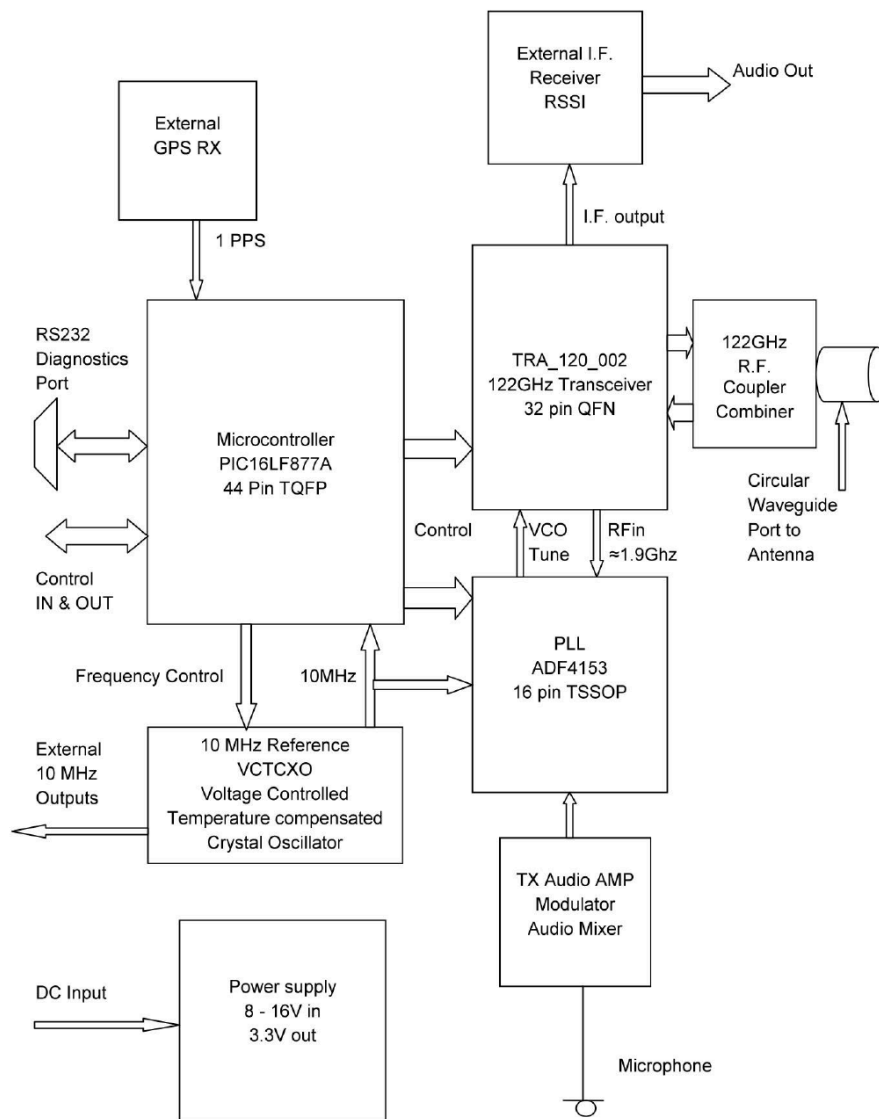 External I.F.
Receiver
RSSI
Audio Out
External
GPS RX
I.F. output
1 PPS
RS232
Diagnostics
Port
TRA_120_002
122GHz Transceiver
32 pin QFN
122GHz
R.F.
Coupler
Combiner
Microcontroller
PIC16LF877A
44 Pin TQFP
Circular
Waveguide
Port to
Antenna
Control
VCO
Tune
RFin
≈1.9Ghz
Control
IN & OUT
PLL
ADF4153
16 pin TSSOP
Frequency Control
10MHz
External
10 MHz
Outputs
10 MHz Reference
VCTCXO
Voltage Controlled
Temperature compensated
Crystal Oscillator
TX Audio AMP
Modulator
Audio Mixer
DC Input
Power supply
8 - 16V in
3.3V out
Microphone